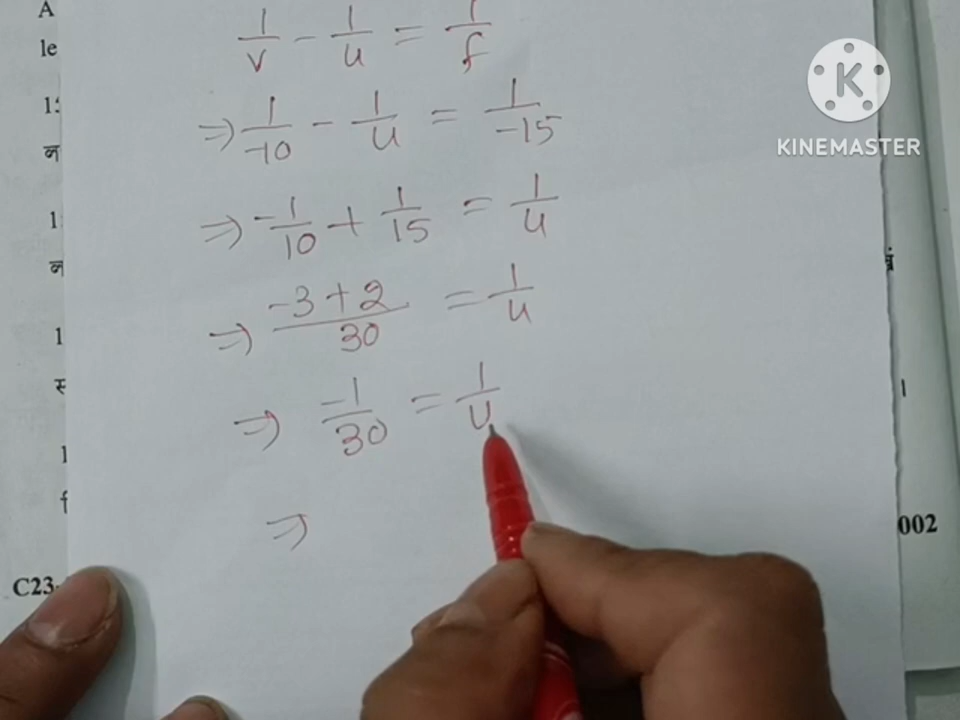 A
le
1/v - 1/u = 1/f
KINEMASTER
⇒ 1/-10 - 1/u = 1/-15
⇒ -1/10 + 1/15 = 1/u
⇒ -3+2/30 = 1/u
⇒ -1/30 = 1/u
⇒
002
C23-